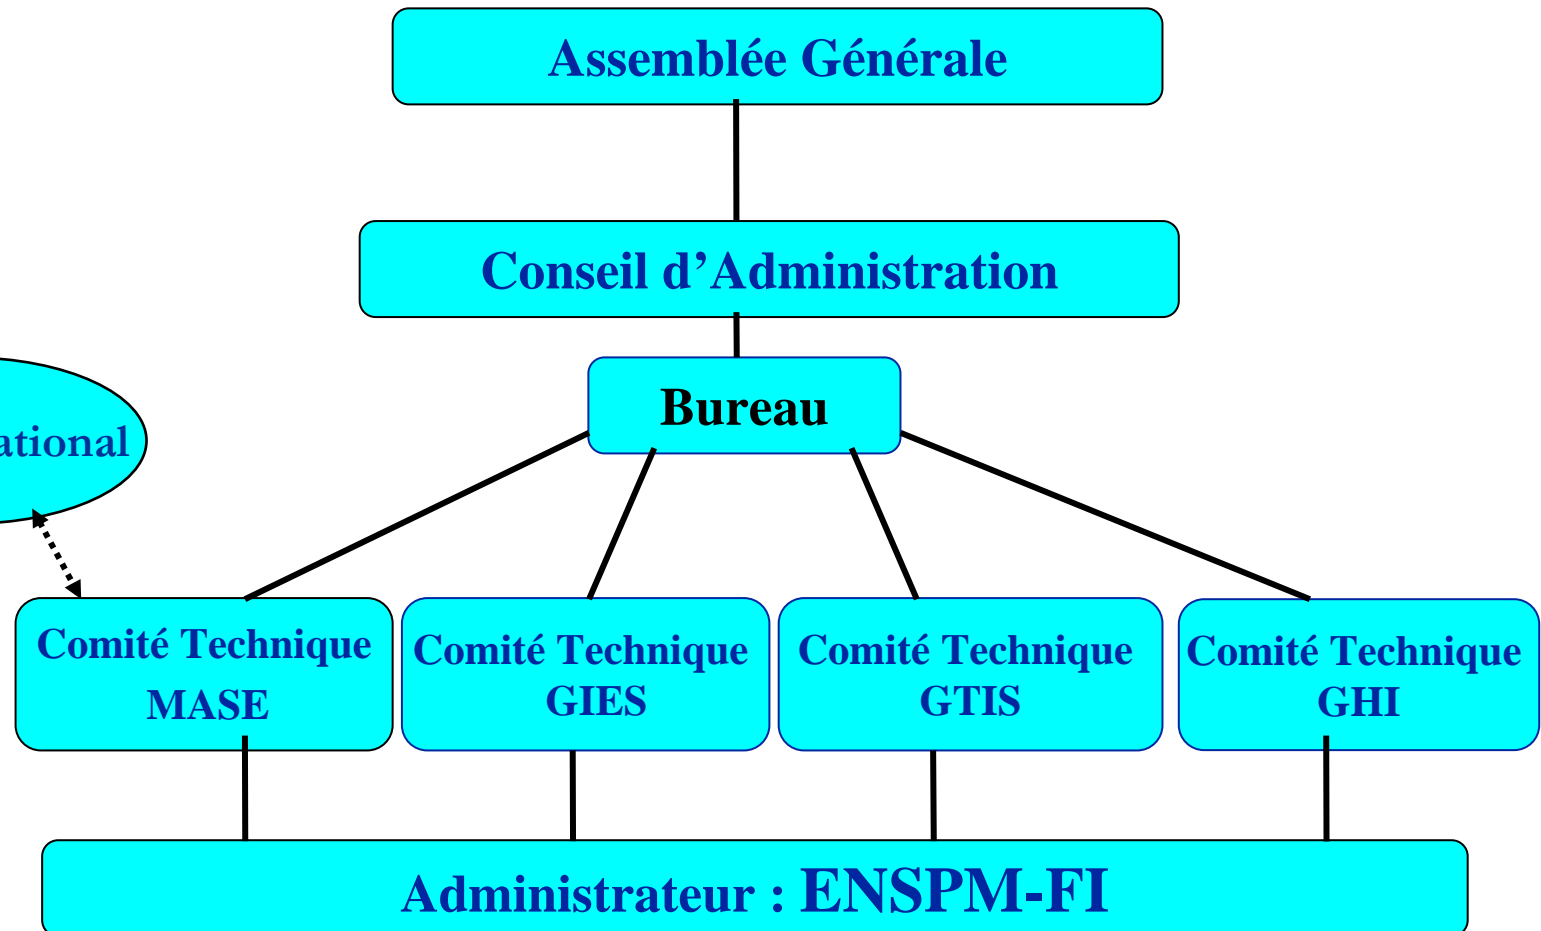 Assemblée Générale
Conseil d’Administration
Bureau
ational
Comité Technique
MASE
Comité Technique
GIES
Comité Technique
GTIS
Comité Technique
GHI
Administrateur : ENSPM-FI